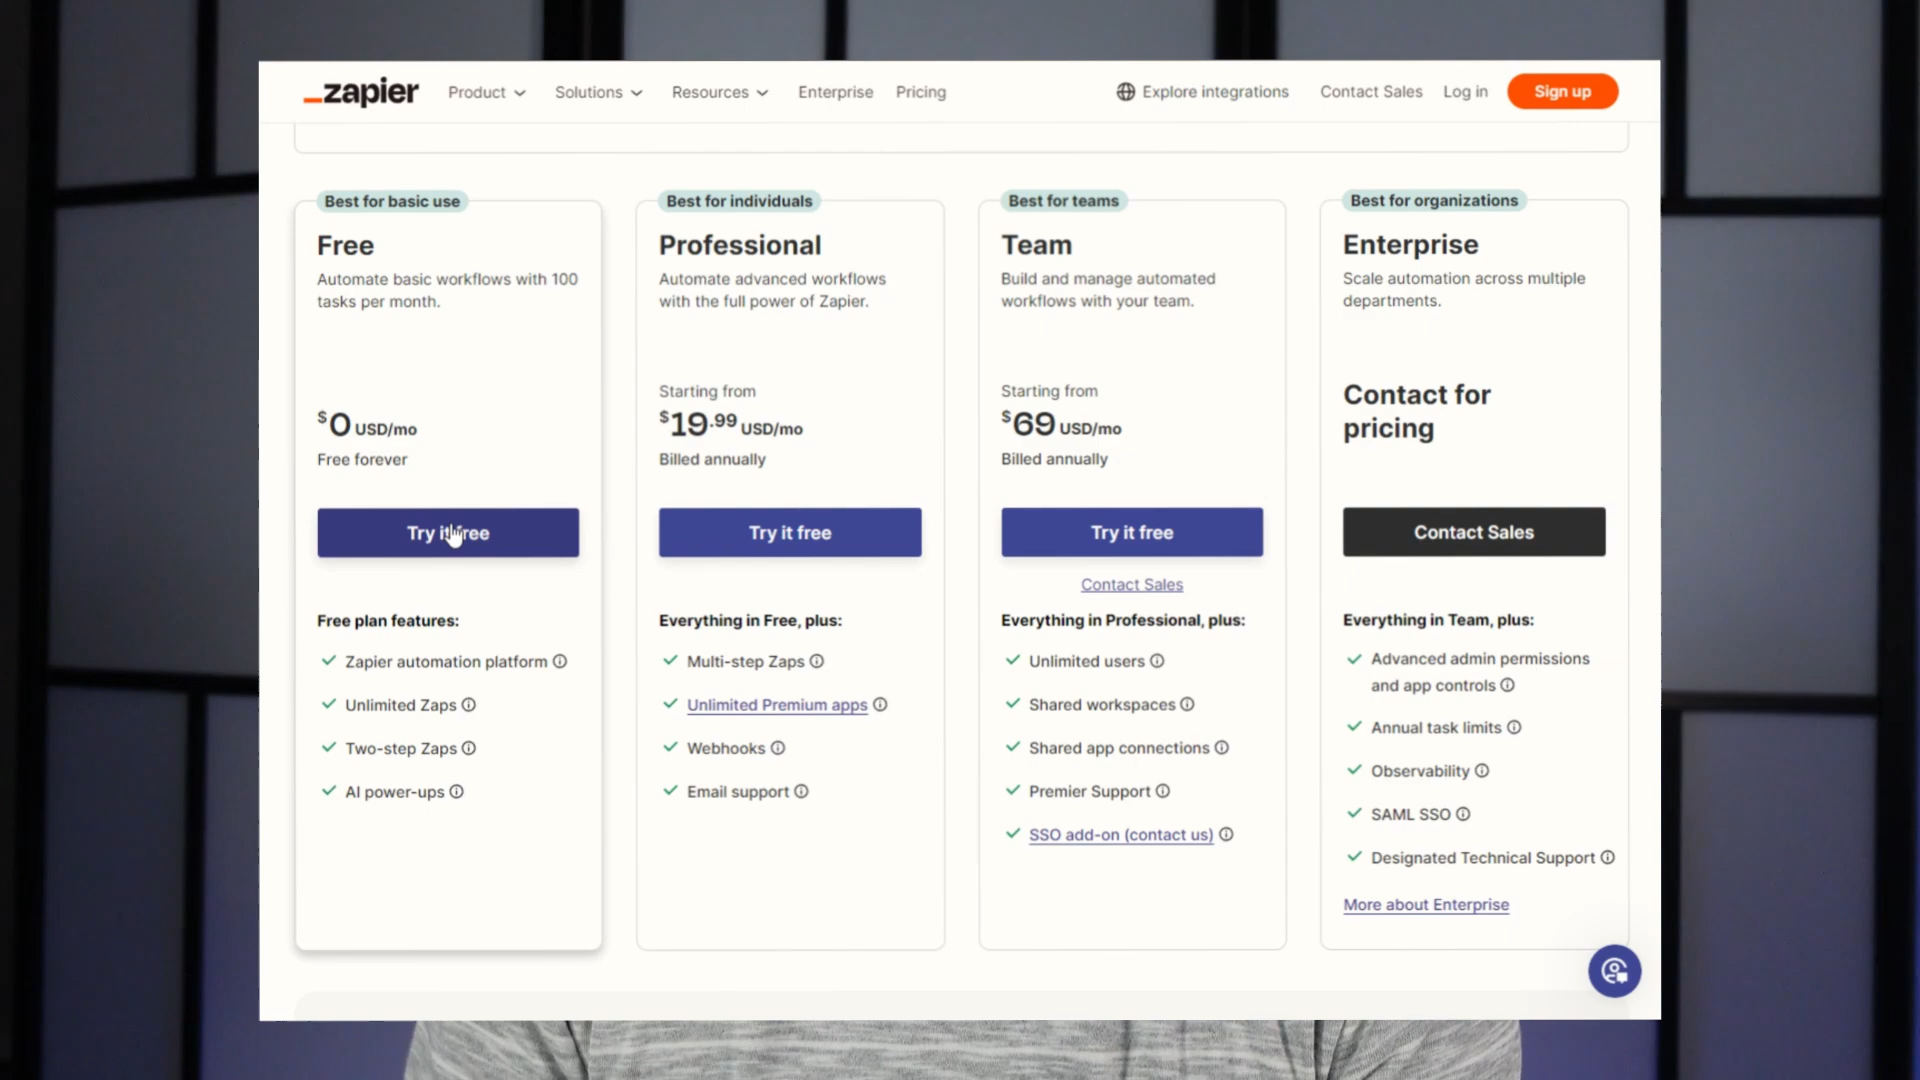 zapier
Product
Solutions
Resources
Enterprise
Pricing
Explore integrations
Contact Sales
Log in
Sign up
Best for basic use
Free
Automate basic workflows with 100
tasks per month.
$0 USD/mo
Free forever
Try it free
Free plan features:
Zapier automation platform
Unlimited Zaps
Two-step Zaps
AI power-ups
Best for individuals
Professional
Automate advanced workflows
with the full power of Zapier.
Starting from
$19.99 USD/mo
Billed annually
Try it free
Everything in Free, plus:
Multi-step Zaps
Unlimited Premium apps
Webhooks
Email support
Best for teams
Team
Build and manage automated
workflows with your team.
Starting from
$69 USD/mo
Billed annually
Try it free
Contact Sales
Everything in Professional, plus:
Unlimited users
Shared workspaces
Shared app connections
Premier Support
SSO add-on (contact us)
Best for organizations
Enterprise
Scale automation across multiple
departments.
Contact for
pricing
Contact Sales
Everything in Team, plus:
Advanced admin permissions
and app controls
Annual task limits
Observability
SAML SSO
Designated Technical Support
More about Enterprise